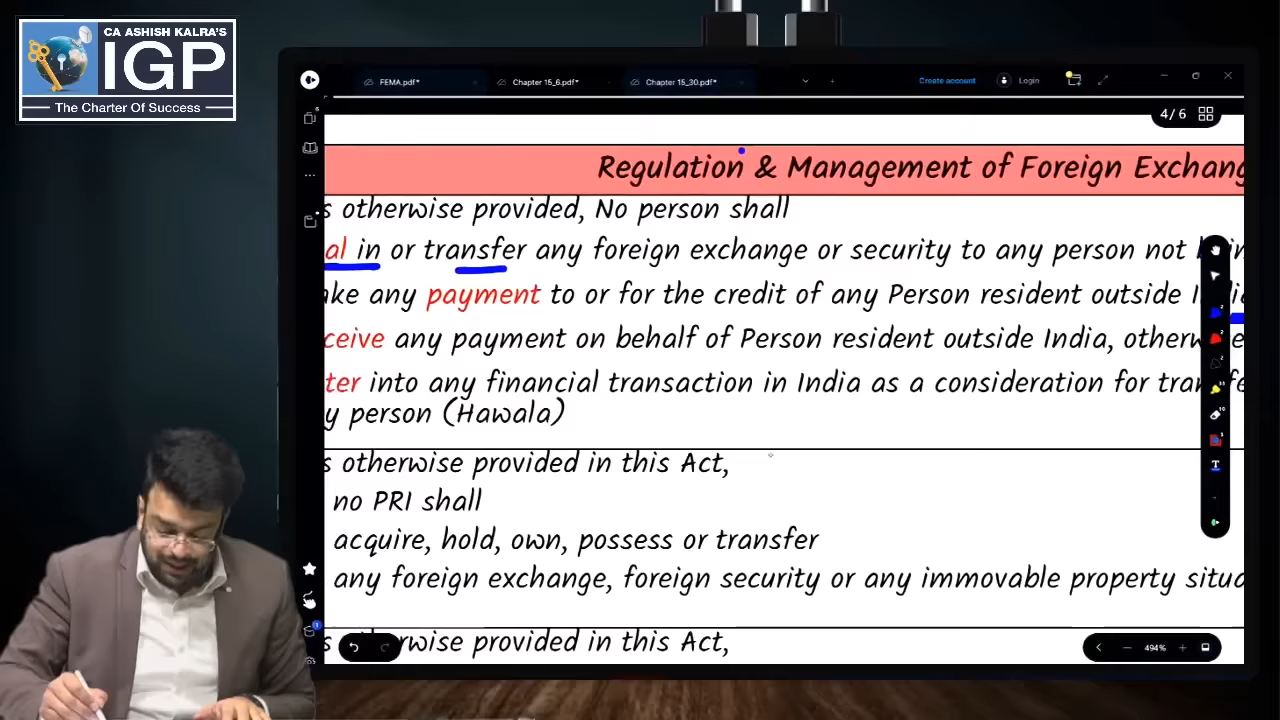 CA ASHISH KALRA'S
IGP
The Charter Of Success
FEMA.pdf*
Chapter 15_6.pdf*
Chapter 15_30.pdf*
Create account
Login
4/6
Regulation & Management of Foreign Exchang
s otherwise provided, No person shall
al in or transfer any foreign exchange or security to any person not
ke any payment to or for the credit of any Person resident outside
ceive any payment on behalf of Person resident outside India,
ter into any financial transaction in India as a consideration for
y person (Hawala)
s otherwise provided in this Act,
no PRI shall
acquire, hold, own, possess or transfer
any foreign exchange, foreign security or any immovable property situa
rwise provided in this Act,
494%